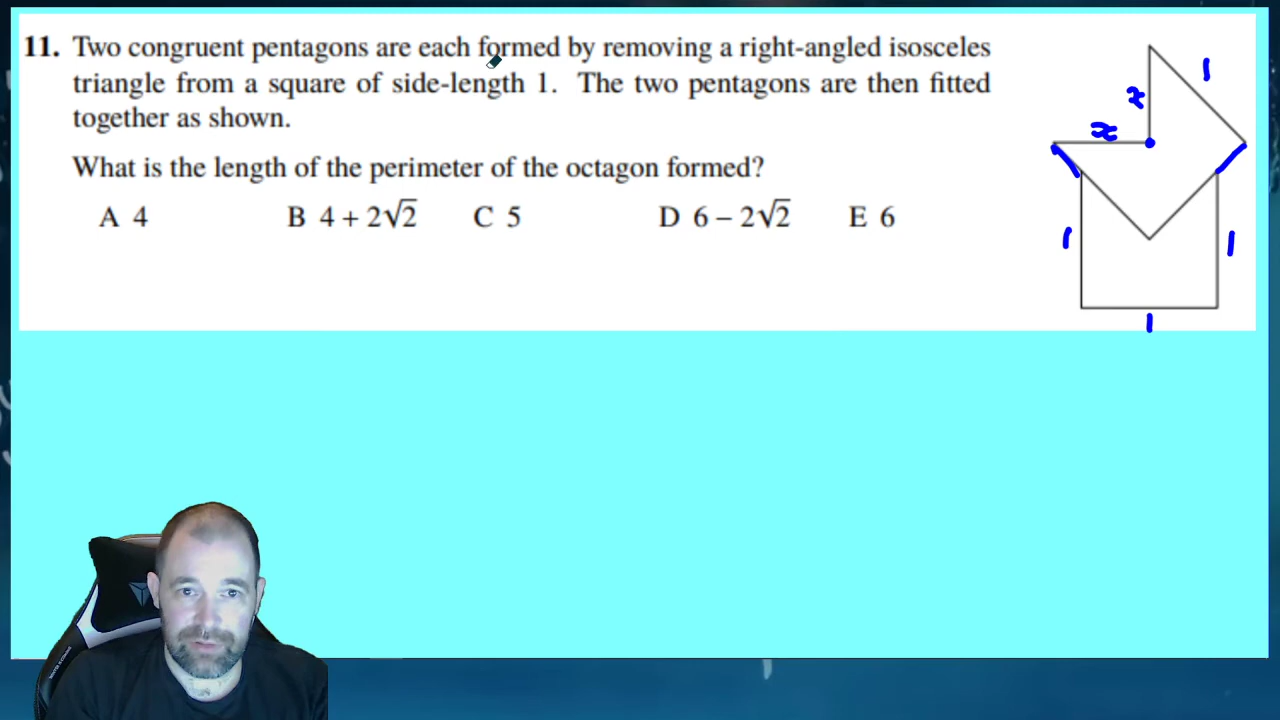 11. Two congruent pentagons are each formed by removing a right-angled isosceles
triangle from a square of side-length 1. The two pentagons are then fitted
together as shown.
What is the length of the perimeter of the octagon formed?
A 4 B 4 + 2√2 C 5 D 6 − 2√2 E 6
1
x
x
1
1
1